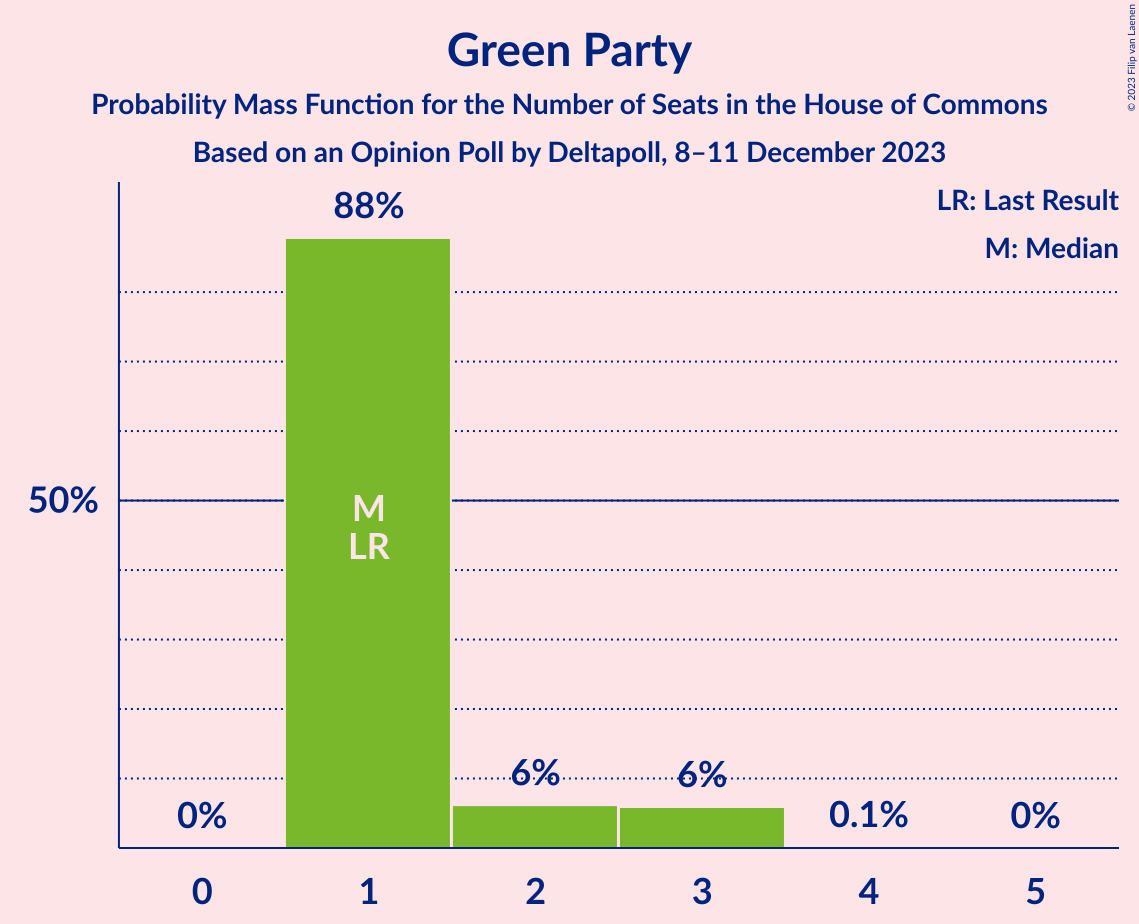 Green Party
Probability Mass Function for the Number of Seats in the House of Commons
Based on an Opinion Poll by Deltapoll, 8–11 December 2023
© 2023 Filip van Laenen
LR: Last Result
M: Median
88%
50%
M
LR
0%
6%
6%
0.1%
0%
0
1
2
3
4
5